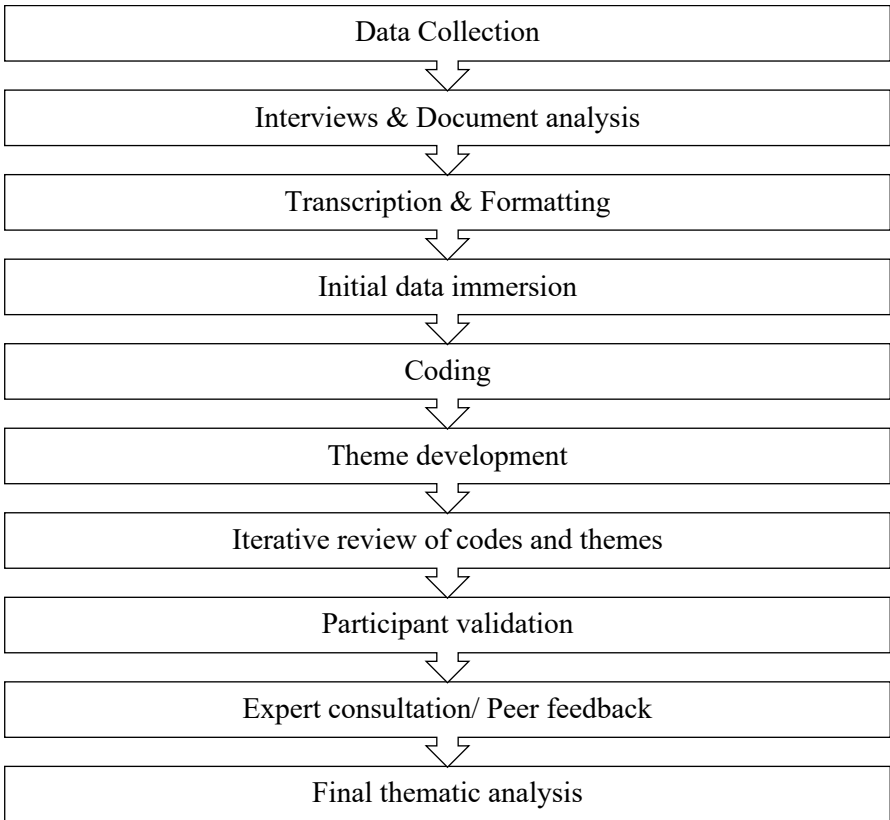 Data Collection
Interviews & Document analysis
Transcription & Formatting
Initial data immersion
Coding
Theme development
Iterative review of codes and themes
Participant validation
Expert consultation/ Peer feedback
Final thematic analysis